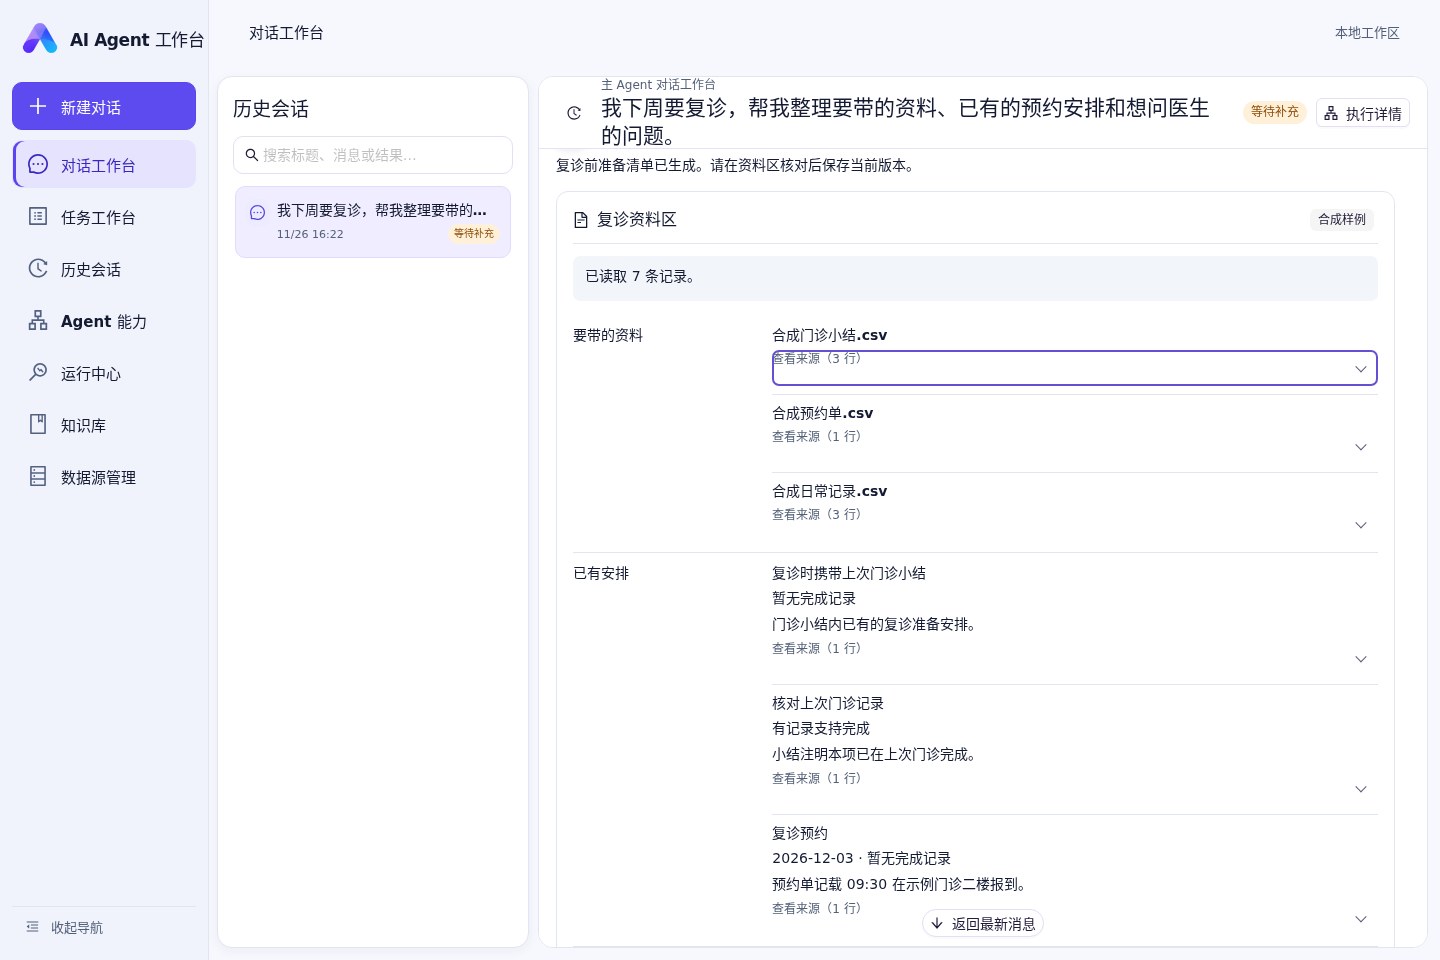 AI Agent 工作台
新建对话
对话工作台
任务工作台
历史会话
Agent 能力
运行中心
知识库
数据源管理
收起导航
对话工作台
本地工作区
历史会话
搜索标题、消息或结果...
我下周要复诊，帮我整理要带的...
11/26 16:22
等待补充
主 Agent 对话工作台
我下周要复诊，帮我整理要带的资料、已有的预约安排和想问医生
的问题。
等待补充
执行详情
复诊前准备清单已生成。请在资料区核对后保存当前版本。
复诊资料区
合成样例
已读取 7 条记录。
要带的资料
合成门诊小结.csv
查看来源（3 行）
合成预约单.csv
查看来源（1 行）
合成日常记录.csv
查看来源（3 行）
已有安排
复诊时携带上次门诊小结
暂无完成记录
门诊小结内已有的复诊准备安排。
查看来源（1 行）
核对上次门诊记录
有记录支持完成
小结注明本项已在上次门诊完成。
查看来源（1 行）
复诊预约
2026-12-03 · 暂无完成记录
预约单记载 09:30 在示例门诊二楼报到。
查看来源（1 行）
返回最新消息